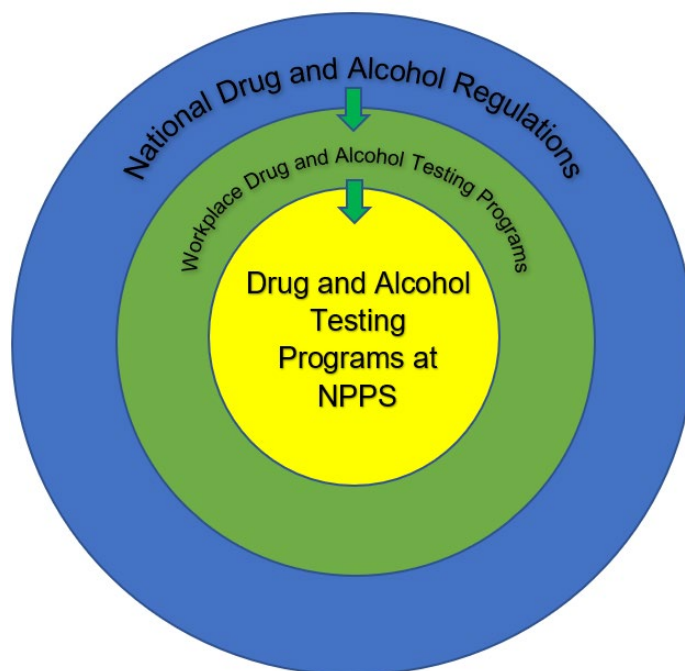 National Drug and Alcohol Regulations
Workplace Drug and Alcohol Testing Programs
Drug and Alcohol
Testing
Programs at
NPPS